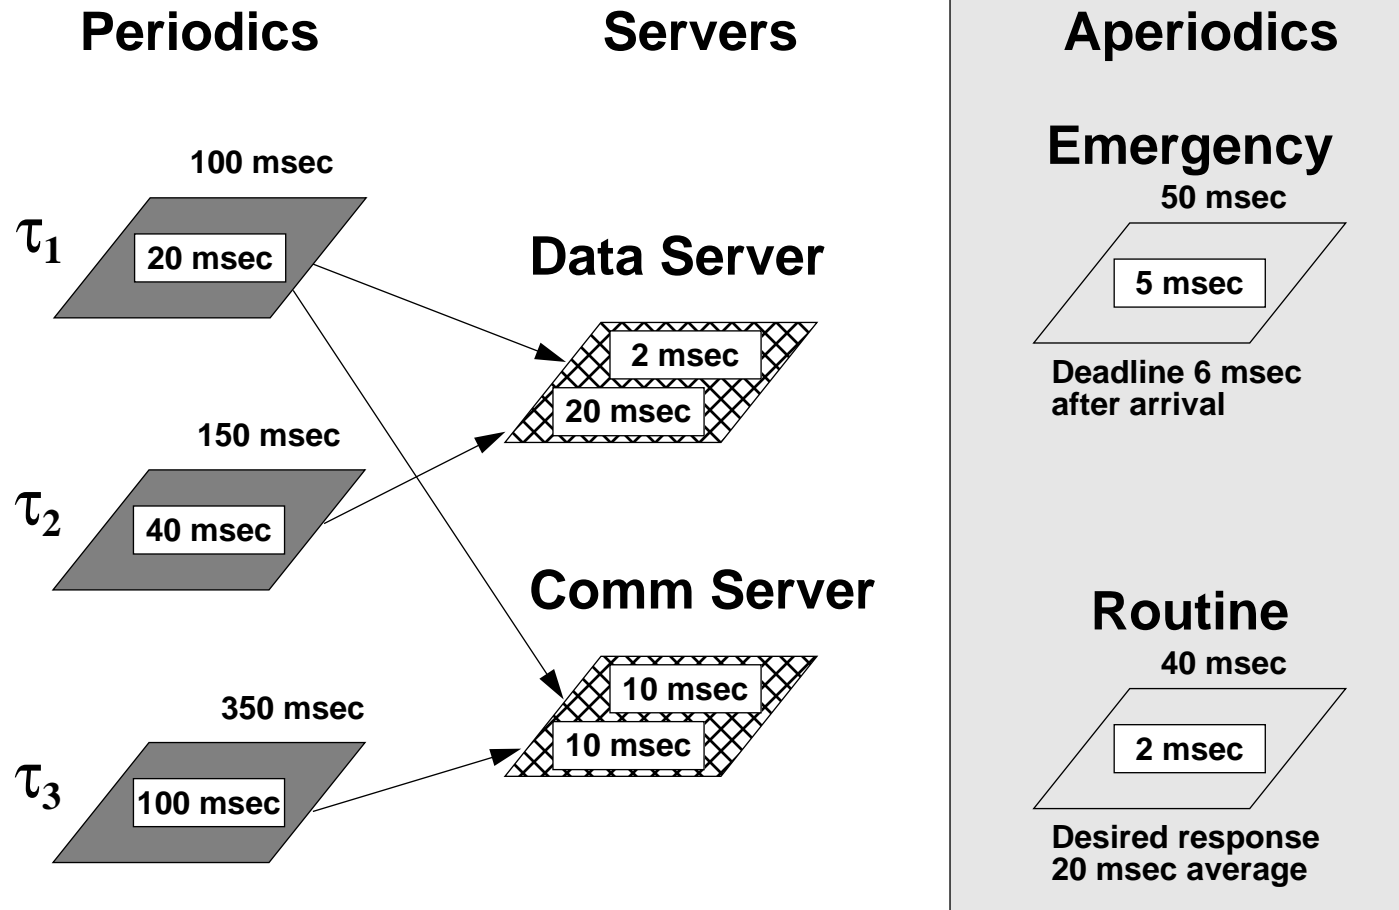 Periodics
Servers
Aperiodics
100 msec
τ1
20 msec
150 msec
τ2
40 msec
350 msec
τ3
100 msec
Data Server
2 msec
20 msec
Comm Server
10 msec
10 msec
Emergency
50 msec
5 msec
Deadline 6 msec
after arrival
Routine
40 msec
2 msec
Desired response
20 msec average